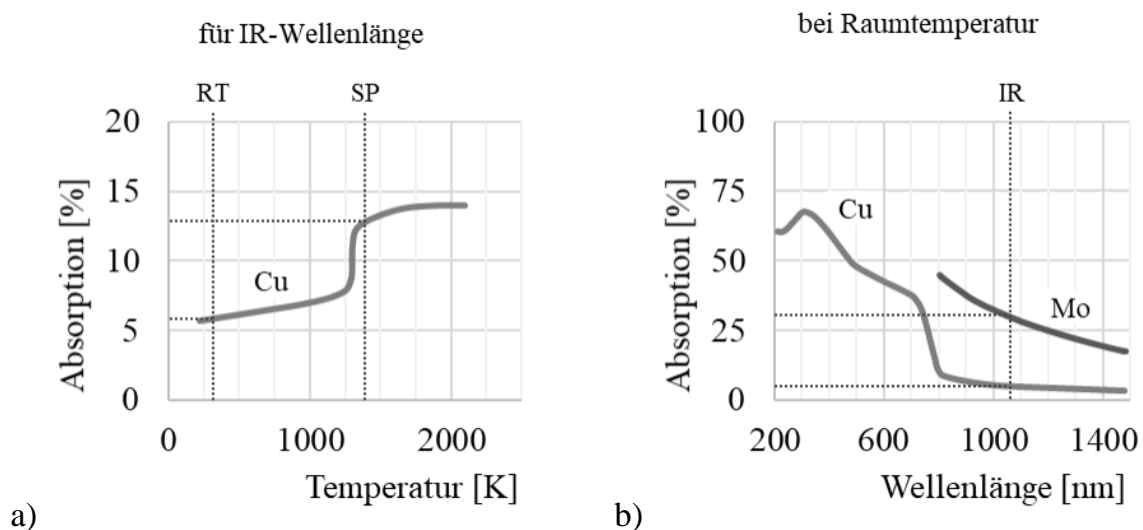 für IR-Wellenlänge
RT SP
20
15
10
5
0
Absorption [%]
Cu
0 1000 2000
Temperatur [K]
a)
bei Raumtemperatur
IR
100
75
50
25
0
Absorption [%]
Cu
Mo
200 600 1000 1400
Wellenlänge [nm]
b)